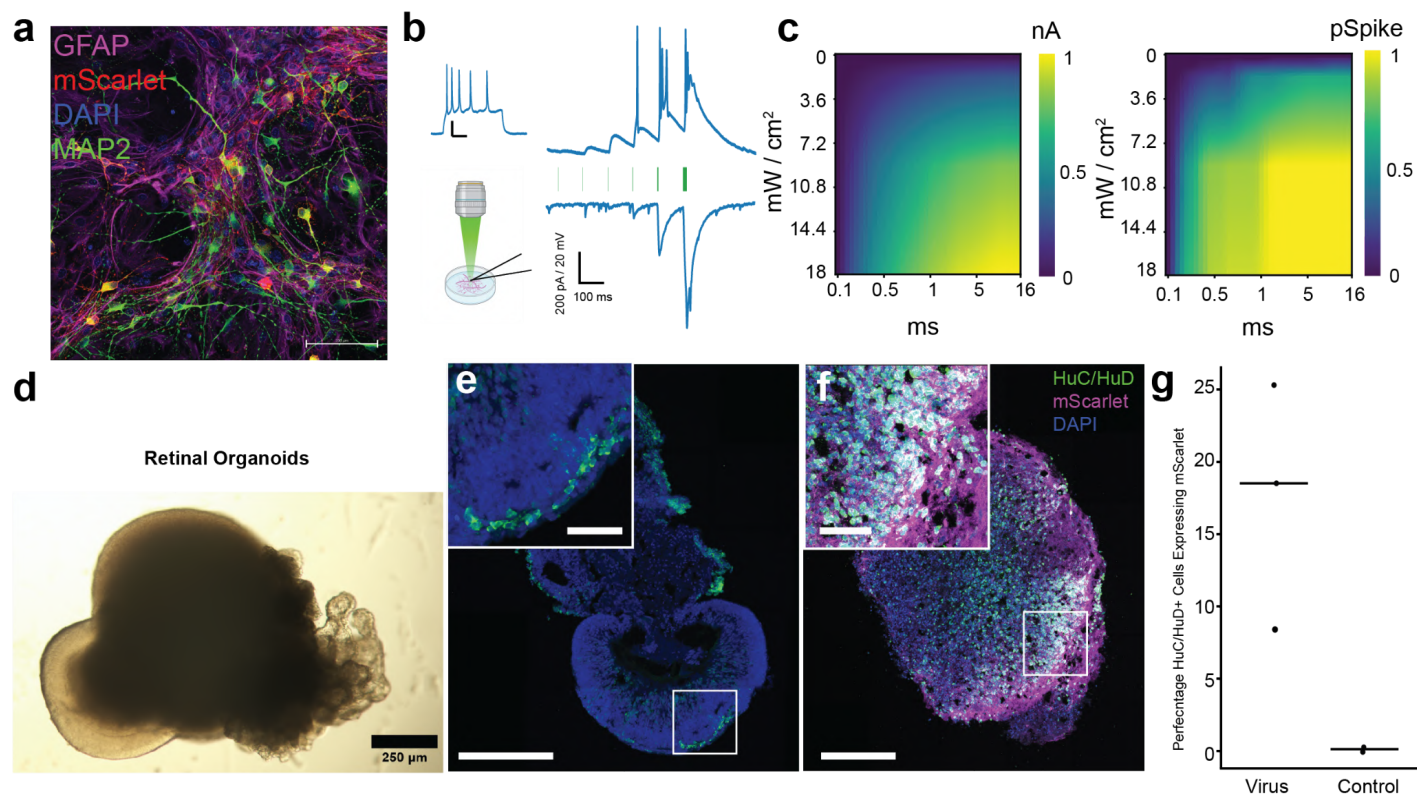 a
GFAP
mScarlet
DAPI
MAP2
b
200 pA / 20 mV
100 ms
c
nA
mW / cm²
0
3.6
7.2
10.8
14.4
18
0.1
0.5
1
5
16
ms
1
0.5
0
pSpike
mW / cm²
0
3.6
7.2
10.8
14.4
18
0.1
0.5
1
5
16
ms
1
0.5
0
d
Retinal Organoids
250 µm
e
f
HuC/HuD
mScarlet
DAPI
g
Perfecntage HuC/HuD+ Cells Expressing mScarlet
25
20
15
10
5
0
Virus
Control